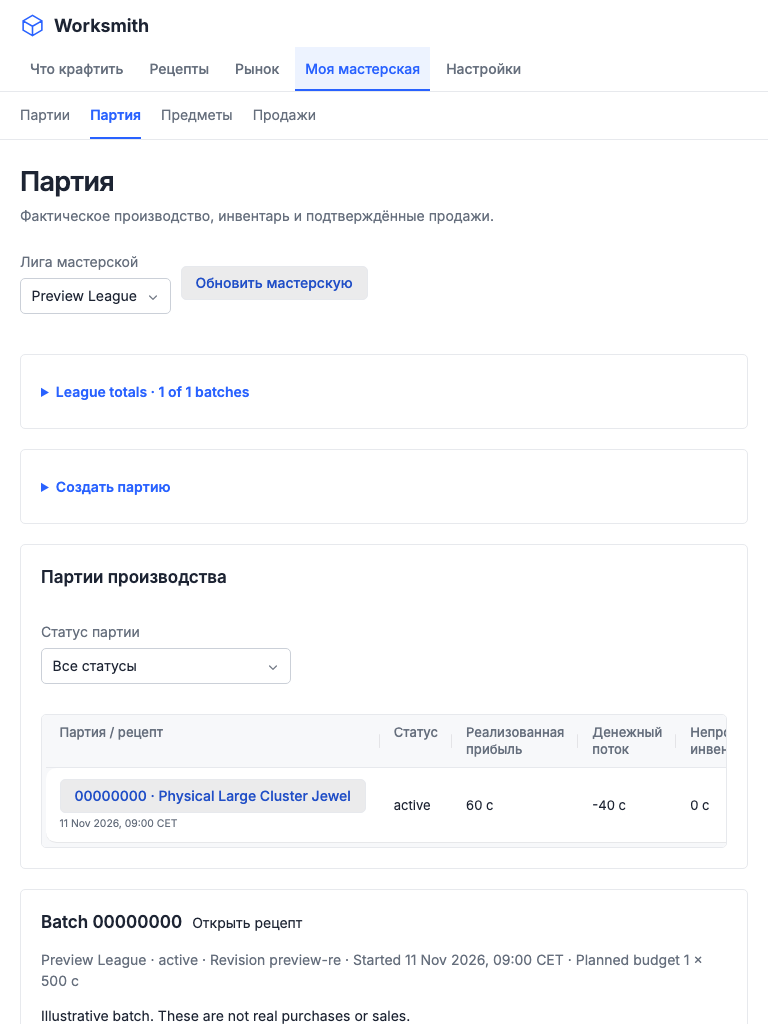 Worksmith
Что крафтить Рецепты Рынок Моя мастерская Настройки
Партии Партия Предметы Продажи
Партия
Фактическое производство, инвентарь и подтверждённые продажи.
Лига мастерской
Preview League
Обновить мастерскую
League totals · 1 of 1 batches
Создать партию
Партии производства
Статус партии
Все статусы
Партия / рецепт Статус Реализованная прибыль Денежный поток
00000000 · Physical Large Cluster Jewel active 60 c -40 c 0 c
11 Nov 2026, 09:00 CET
Batch 00000000 Открыть рецепт
Preview League · active · Revision preview-re · Started 11 Nov 2026, 09:00 CET · Planned budget 1 ×
500 c
Illustrative batch. These are not real purchases or sales.